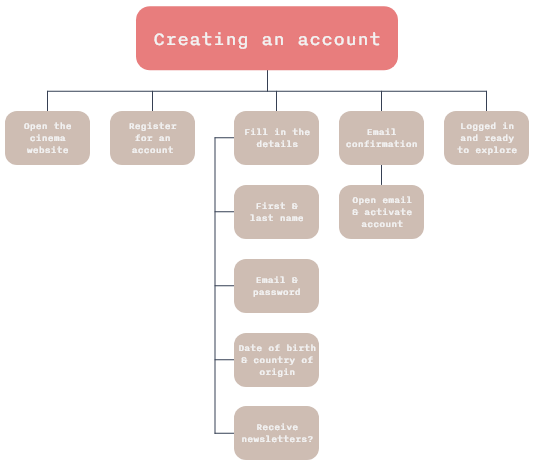 Creating an account
Open the
cinema
website
Register
for an
account
Fill in the
details
Email
confirmation
Logged in
and ready
to explore
First &
last name
Open email
& activate
account
Email &
password
Date of birth
& country of
origin
Receive
newsletters?